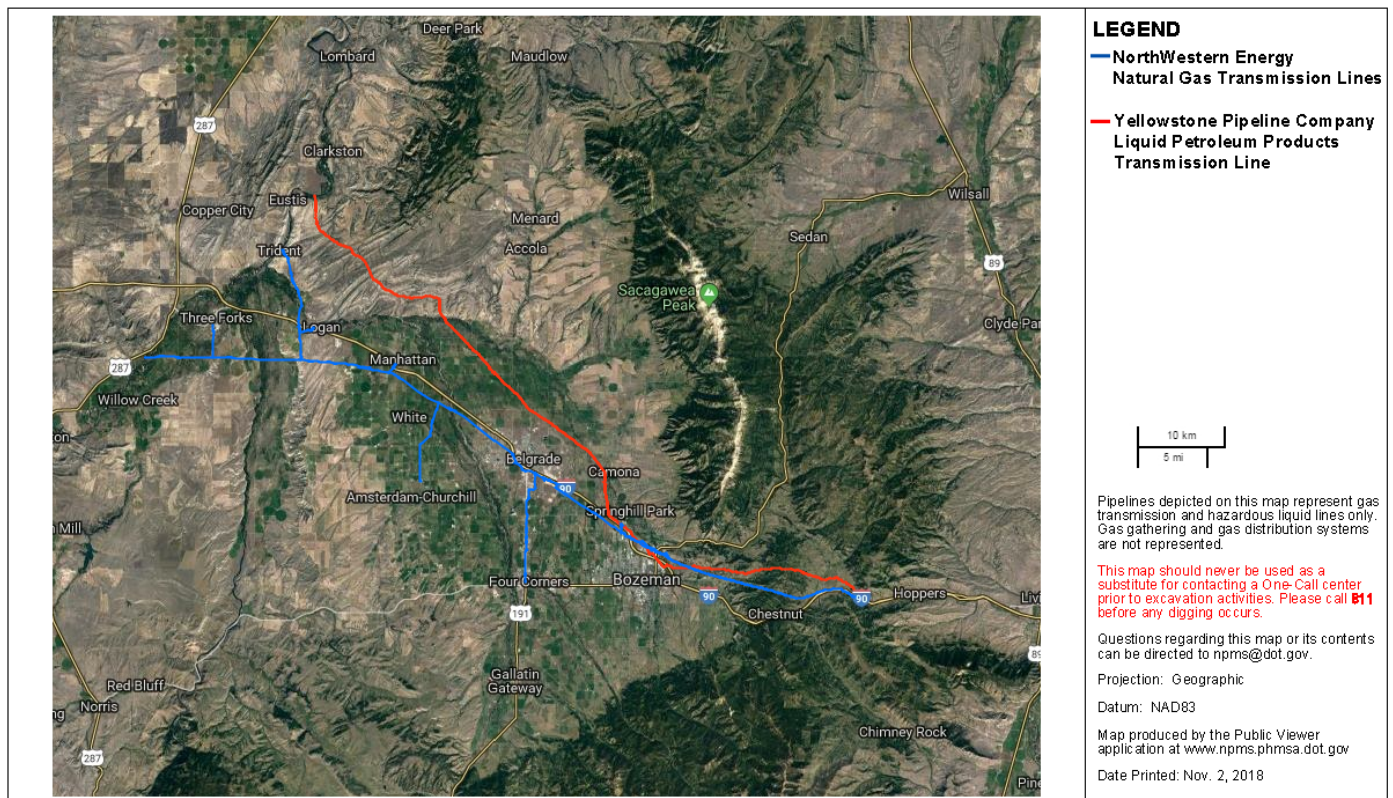 Deer Park
Lombard
Maudlow
287
Clarkston
Eustis
Copper City
Wilsall
Menard
Sedan
Accola
Trident
89
Sacagawea
Peak
Three Forks
Logan
Clyde Par
Manhattan
287
Willow Creek
White
Belgrade
Camona
90
Amsterdam-Churchill
Springhill Park
Mill
Four Corners
Bozeman
90
90
Hoppers
Livi
Chestnut
191
89
Gallatin
Gateway
Red Bluff
Norris
Chimney Rock
287
Pine
LEGEND
NorthWestern Energy
Natural Gas Transmission Lines
Yellowstone Pipeline Company
Liquid Petroleum Products
Transmission Line
10 km
5 mi
Pipelines depicted on this map represent gas
transmission and hazardous liquid lines only.
Gas gathering and gas distribution systems
are not represented.
This map should never be used as a
substitute for contacting a One-Call center
prior to excavation activities. Please call 811
before any digging occurs.
Questions regarding this map or its contents
can be directed to npms@dot.gov.
Projection: Geographic
Datum: NAD83
Map produced by the Public Viewer
application at www.npms.phmsa.dot.gov
Date Printed: Nov. 2, 2018